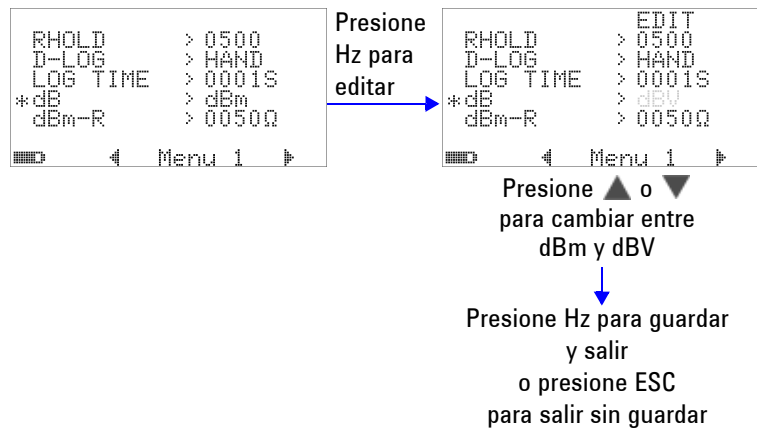 RHOLD > 0500
D-LOG > HAND
LOG TIME > 0001S
*dB > dBm
dBm-R > 0050Ω
Menu 1
Presione
Hz para
editar
EDIT
RHOLD > 0500
D-LOG > HAND
LOG TIME > 0001S
*dB > dBV
dBm-R > 0050Ω
Menu 1
Presione ▲ o ▼
para cambiar entre
dBm y dBV
Presione Hz para guardar
y salir
o presione ESC
para salir sin guardar